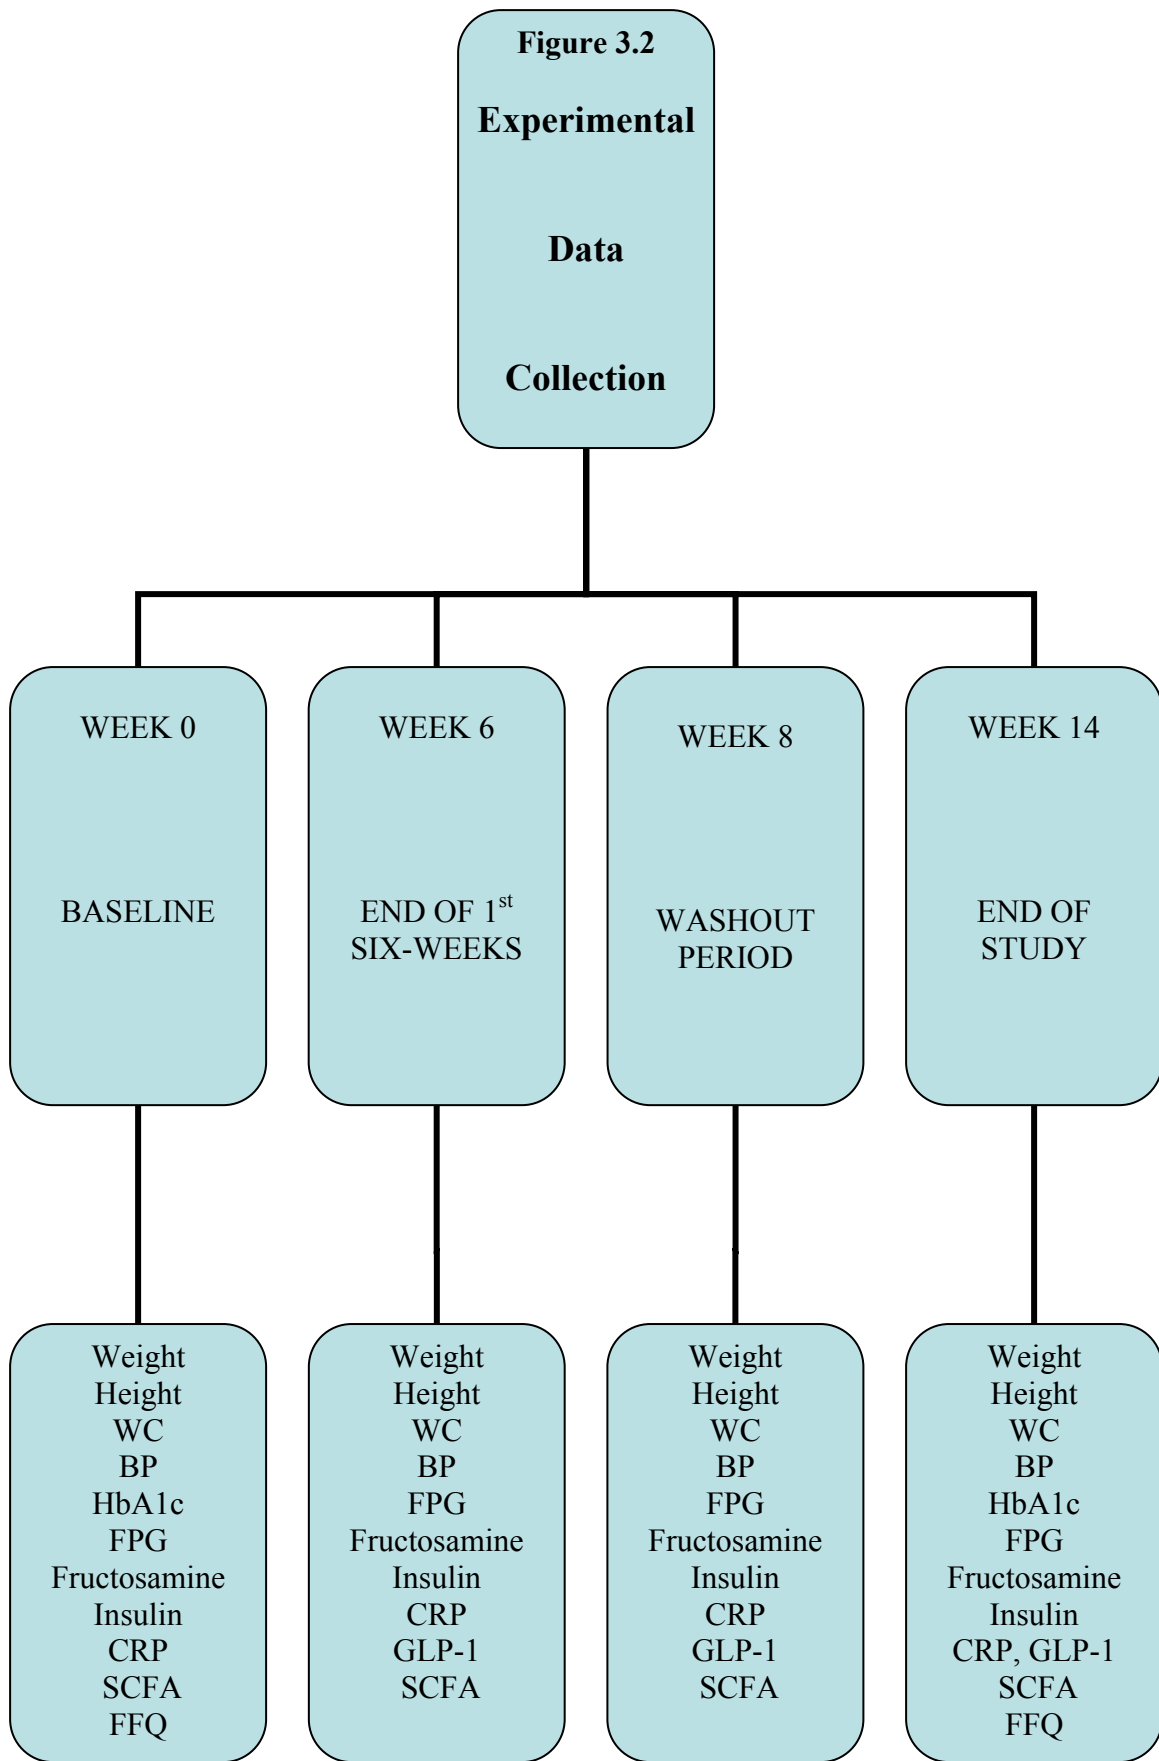 Figure 3.2
Experimental
Data
Collection
WEEK 0
BASELINE
WEEK 6
END OF 1st
SIX-WEEKS
WEEK 8
WASHOUT
PERIOD
WEEK 14
END OF
STUDY
Weight
Height
WC
BP
HbA1c
FPG
Fructosamine
Insulin
CRP
SCFA
FFQ
Weight
Height
WC
BP
FPG
Fructosamine
Insulin
CRP
GLP-1
SCFA
Weight
Height
WC
BP
FPG
Fructosamine
Insulin
CRP
GLP-1
SCFA
Weight
Height
WC
BP
HbA1c
FPG
Fructosamine
Insulin
CRP, GLP-1
SCFA
FFQ